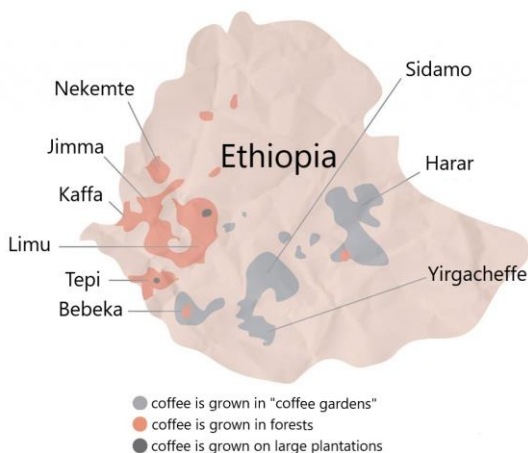 Sidamo
Nekemte
Jimma
Ethiopia
Harar
Kaffa
Limu
Tepi
Yirgacheffe
Bebeka
coffee is grown in "coffee gardens"
coffee is grown in forests
coffee is grown on large plantations